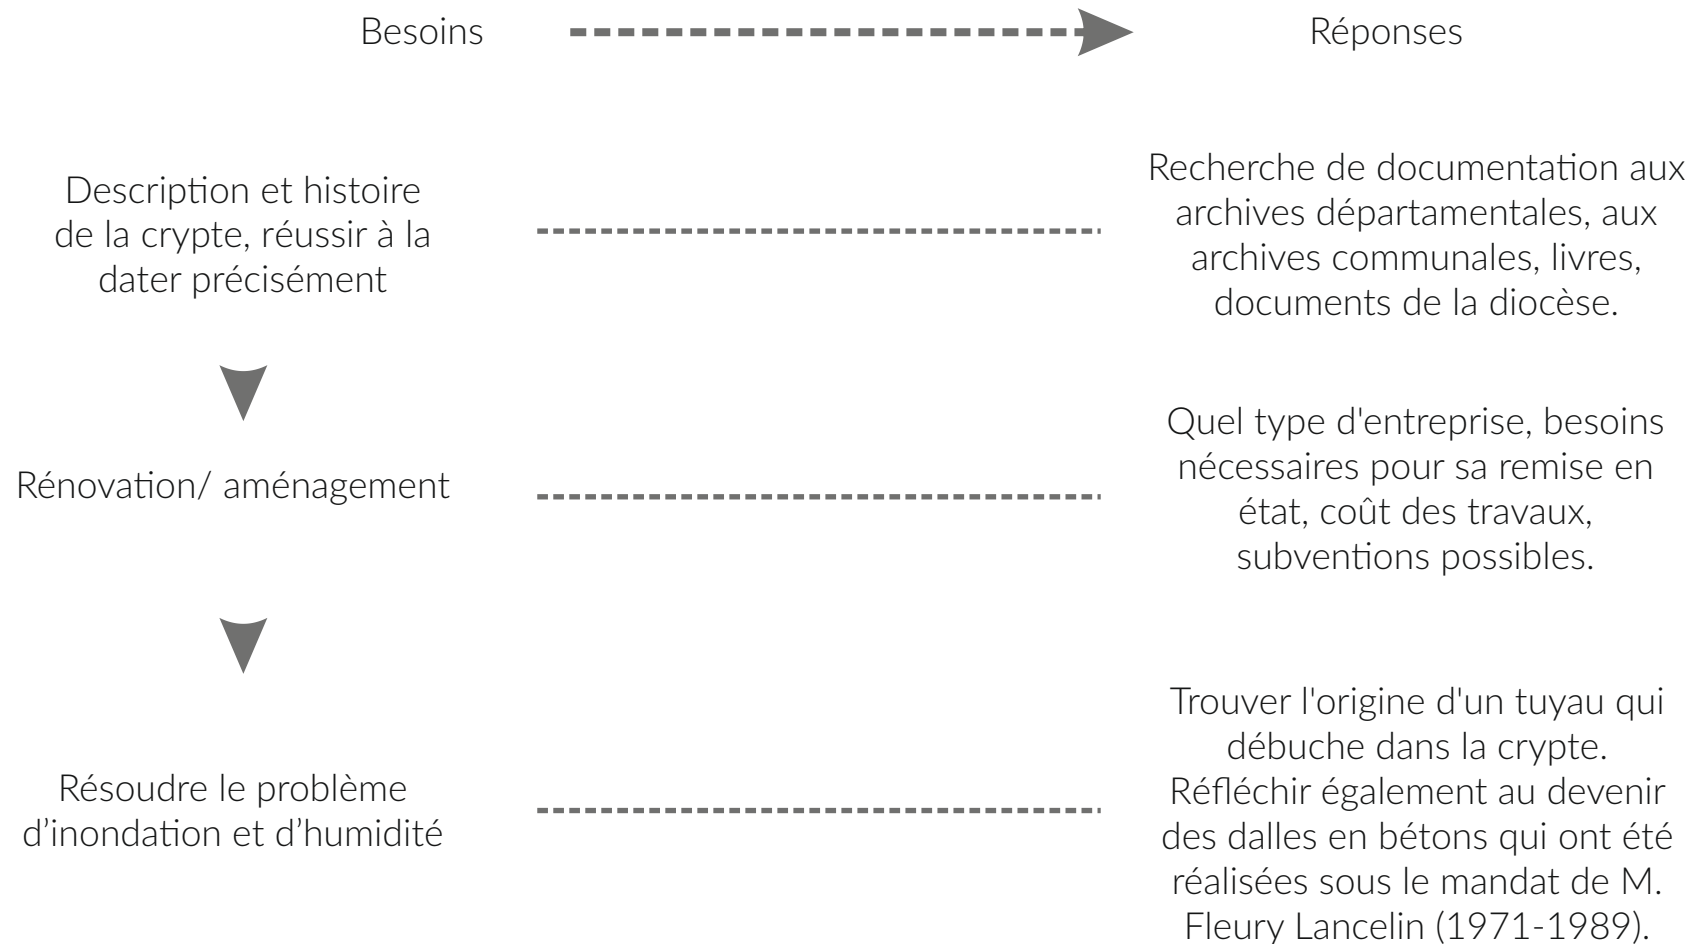 Besoins
Réponses
Description et histoire
de la crypte, réussir à la
dater précisément
Recherche de documentation aux
archives départementales, aux
archives communales, livres,
documents de la diocèse.
Rénovation/ aménagement
Quel type d'entreprise, besoins
nécessaires pour sa remise en
état, coût des travaux,
subventions possibles.
Résoudre le problème
d’inondation et d’humidité
Trouver l'origine d'un tuyau qui
débuche dans la crypte.
Réfléchir également au devenir
des dalles en bétons qui ont été
réalisées sous le mandat de M.
Fleury Lancelin (1971-1989).